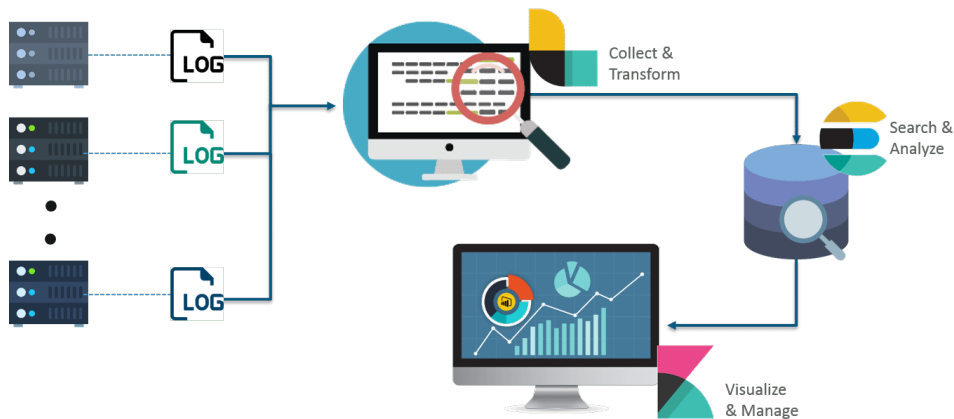 LOG
Collect &
Transform
LOG
Search &
Analyze
LOG
Visualize
& Manage